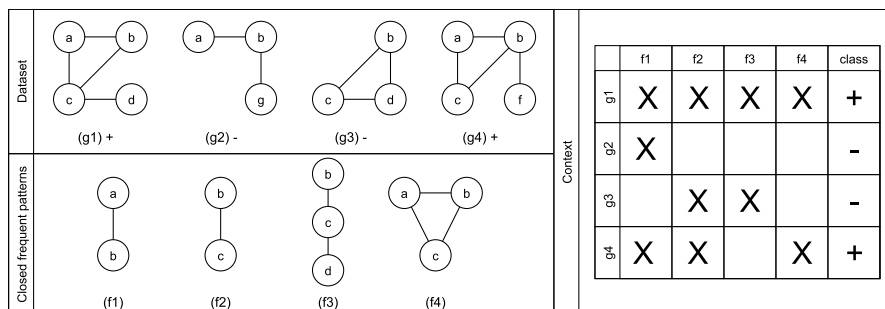 Dataset
a b
c d
(g1) +
a b
g
(g2) -
b
c d
(g3) -
a b
c f
(g4) +
Closed frequent patterns
a
b
(f1)
b
c
(f2)
b
c
d
(f3)
a b
c
(f4)
Context
f1 f2 f3 f4 class
g1 X X X X +
g2 X -
g3 X X -
g4 X X X +